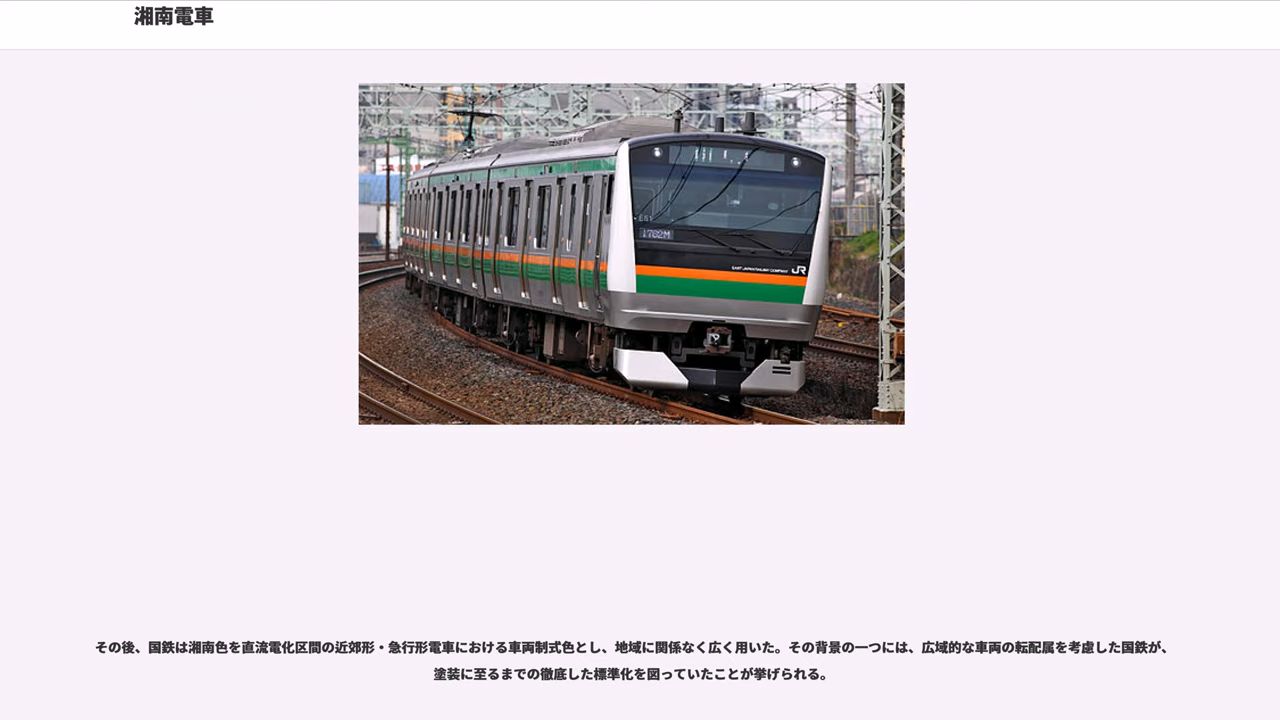 湘南電車
E51
1782M
EAST JAPAN RAILWAY COMPANY JR
その後、国鉄は湘南色を直流電化区間の近郊形・急行形電車における車両制式色とし、地域に関係なく広く用いた。その背景の一つには、広域的な車両の転配属を考慮した国鉄が、
塗装に至るまでの徹底した標準化を図っていたことが挙げられる。